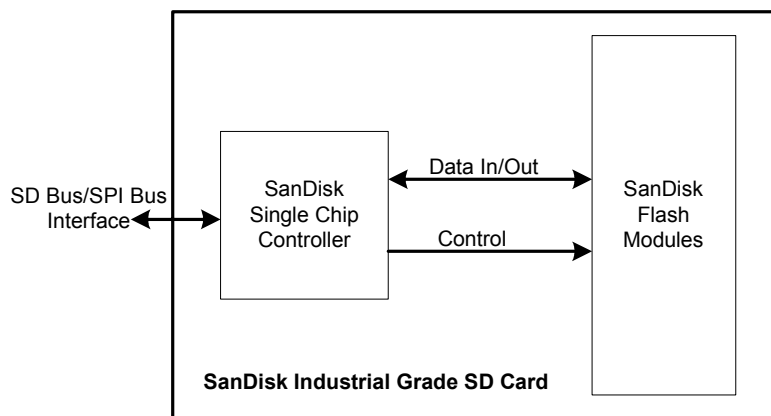 SD Bus/SPI Bus
Interface
SanDisk
Single Chip
Controller
Data In/Out
Control
SanDisk
Flash
Modules
SanDisk Industrial Grade SD Card